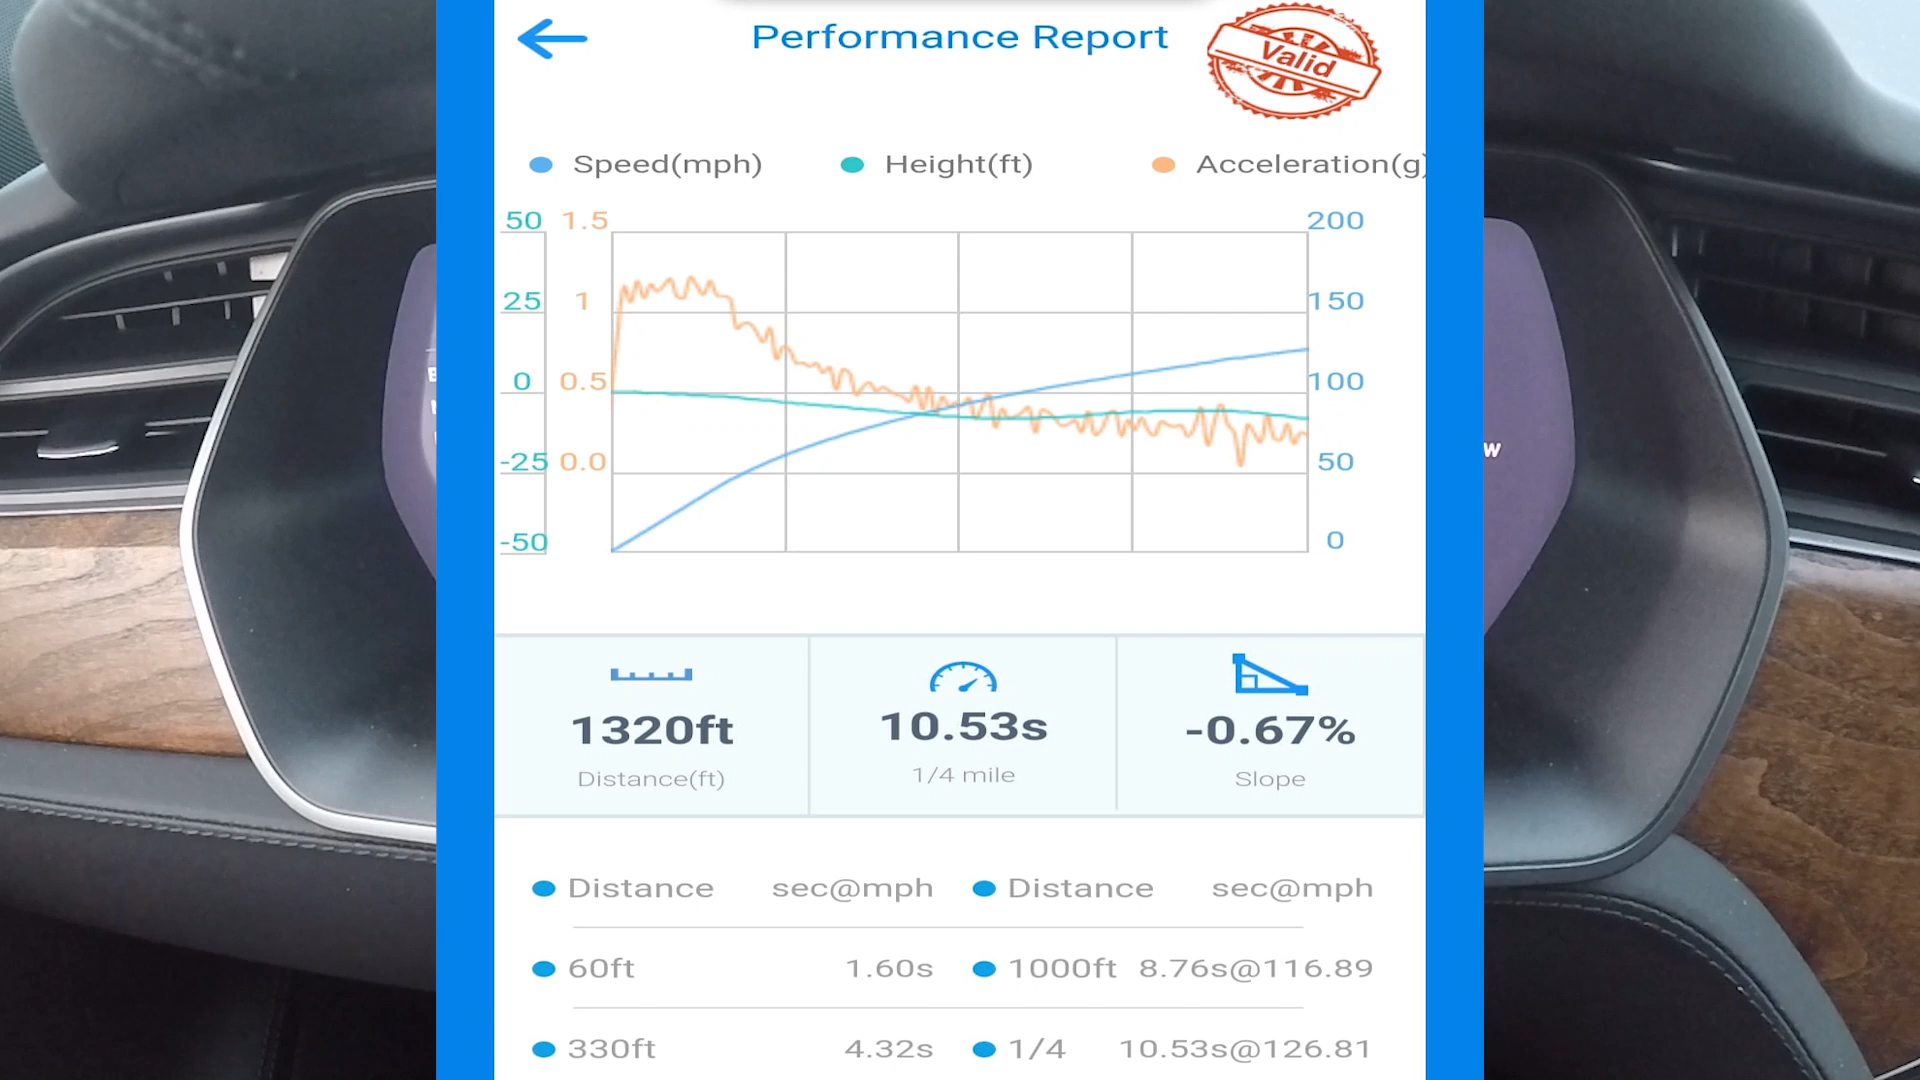 Performance Report
Valid
Speed(mph) Height(ft) Acceleration(g)
50 1.5 200
25 1 150
0 0.5 100
-25 0.0 50
-50 0
1320ft 10.53s -0.67%
Distance(ft) 1/4 mile Slope
Distance sec@mph Distance sec@mph
60ft 1.60s 1000ft 8.76s@116.89
330ft 4.32s 1/4 10.53s@126.81
w